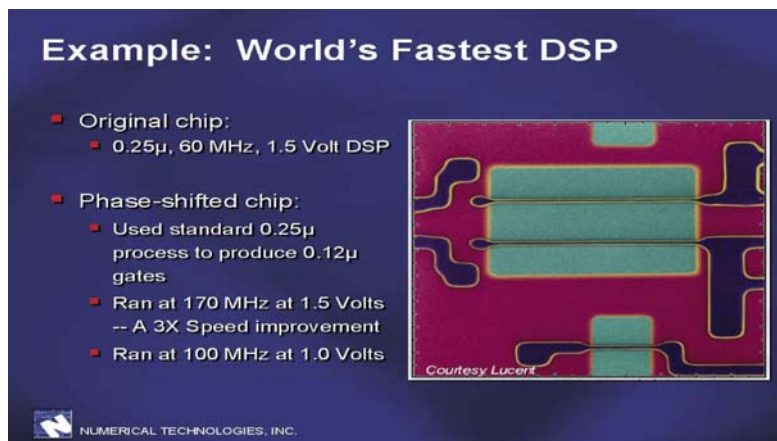 Example: World's Fastest DSP
Original chip:
0.25µ, 60 MHz, 1.5 Volt DSP
Phase-shifted chip:
Used standard 0.25µ
process to produce 0.12µ
gates
Ran at 170 MHz at 1.5 Volts
-- A 3X Speed improvement
Ran at 100 MHz at 1.0 Volts
Courtesy Lucent
NUMERICAL TECHNOLOGIES, INC.